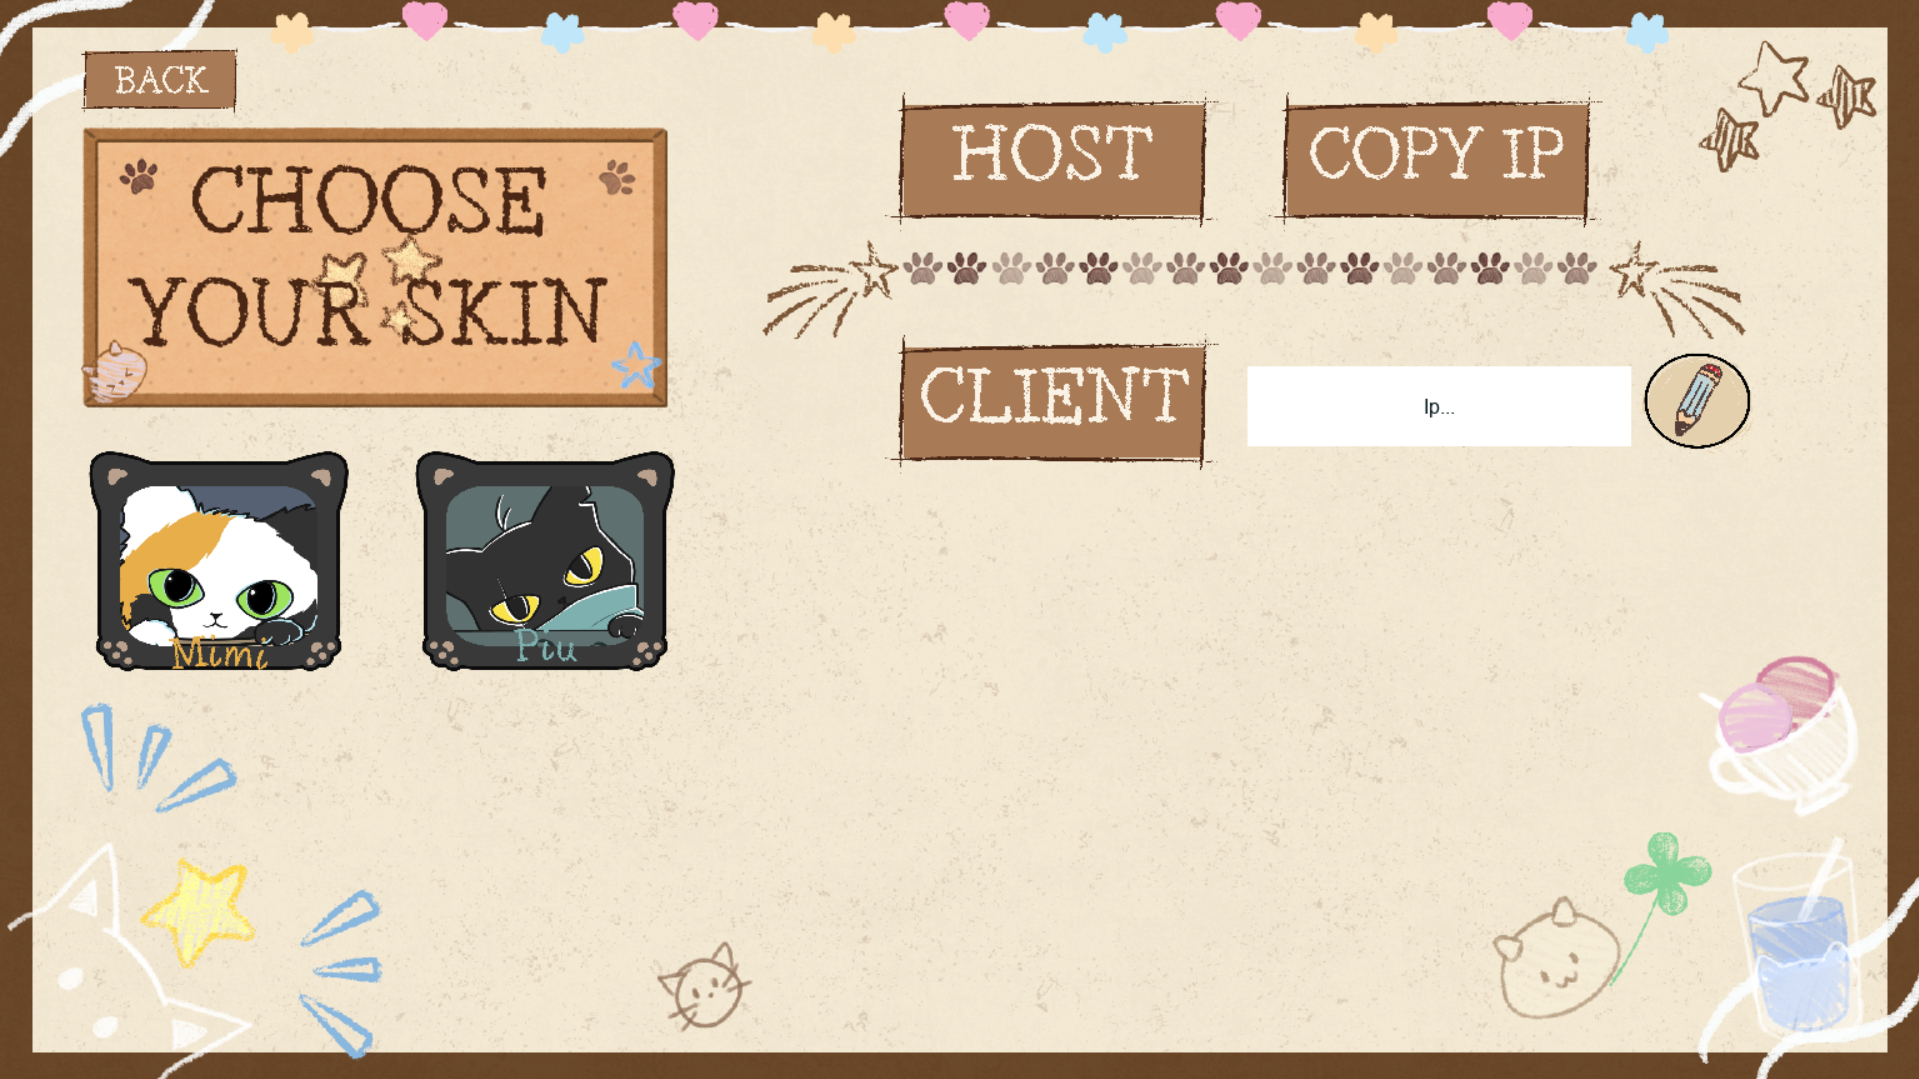 BACK
CHOOSE
YOUR SKIN
HOST
COPY IP
CLIENT
Ip...
Mimi
Piu